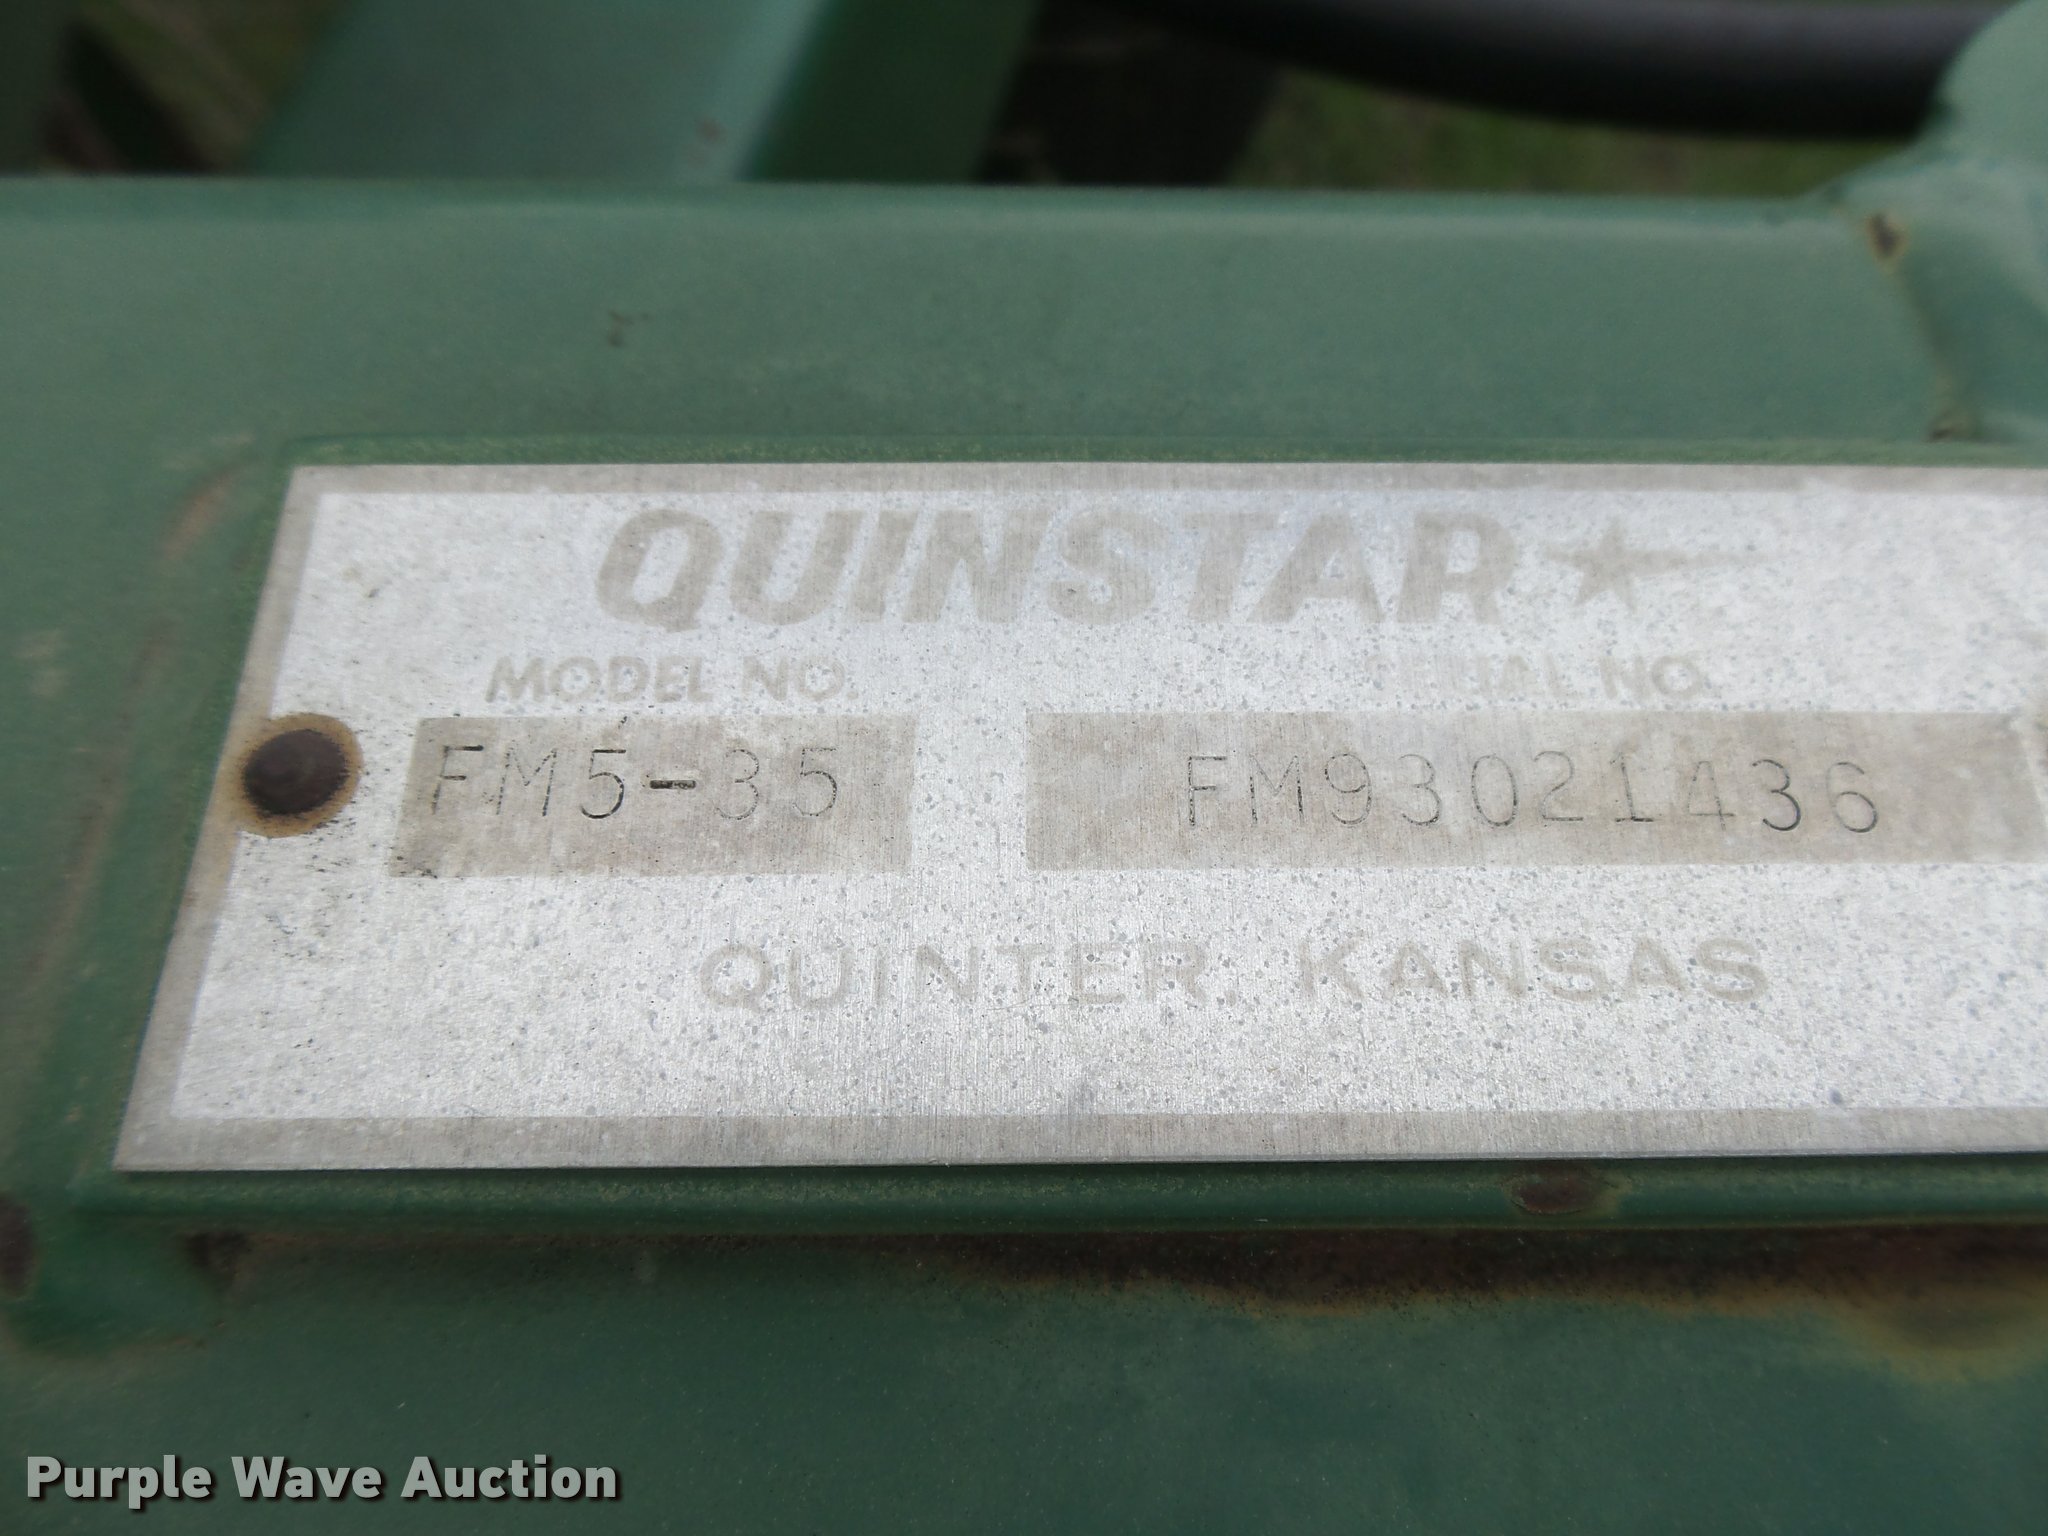 QUINSTAR
MODEL NO. SERIAL NO.
FM5-35 FM93021436
QUINTER, KANSAS
Purple Wave Auction